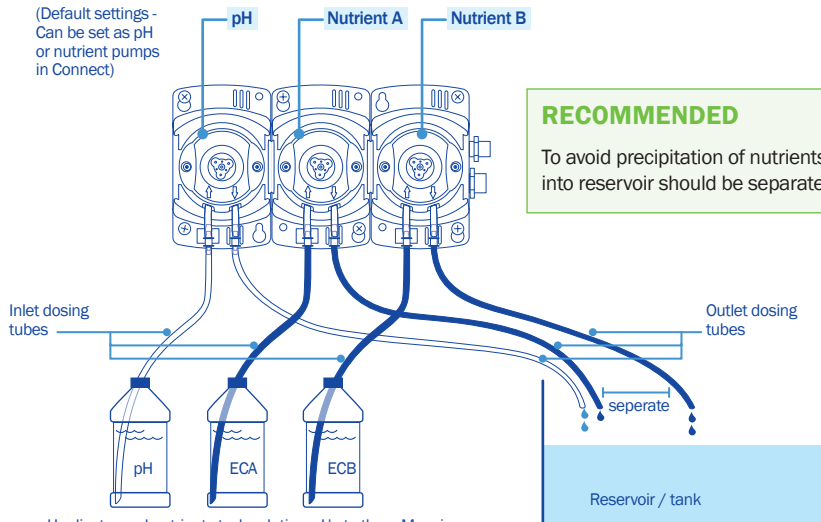 (Default settings -
Can be set as pH
or nutrient pumps
in Connect)
pH
Nutrient A
Nutrient B
RECOMMENDED
To avoid precipitation of nutrients
into reservoir should be separate
Inlet dosing
tubes
Outlet dosing
tubes
seperate
pH
ECA
ECB
Reservoir / tank